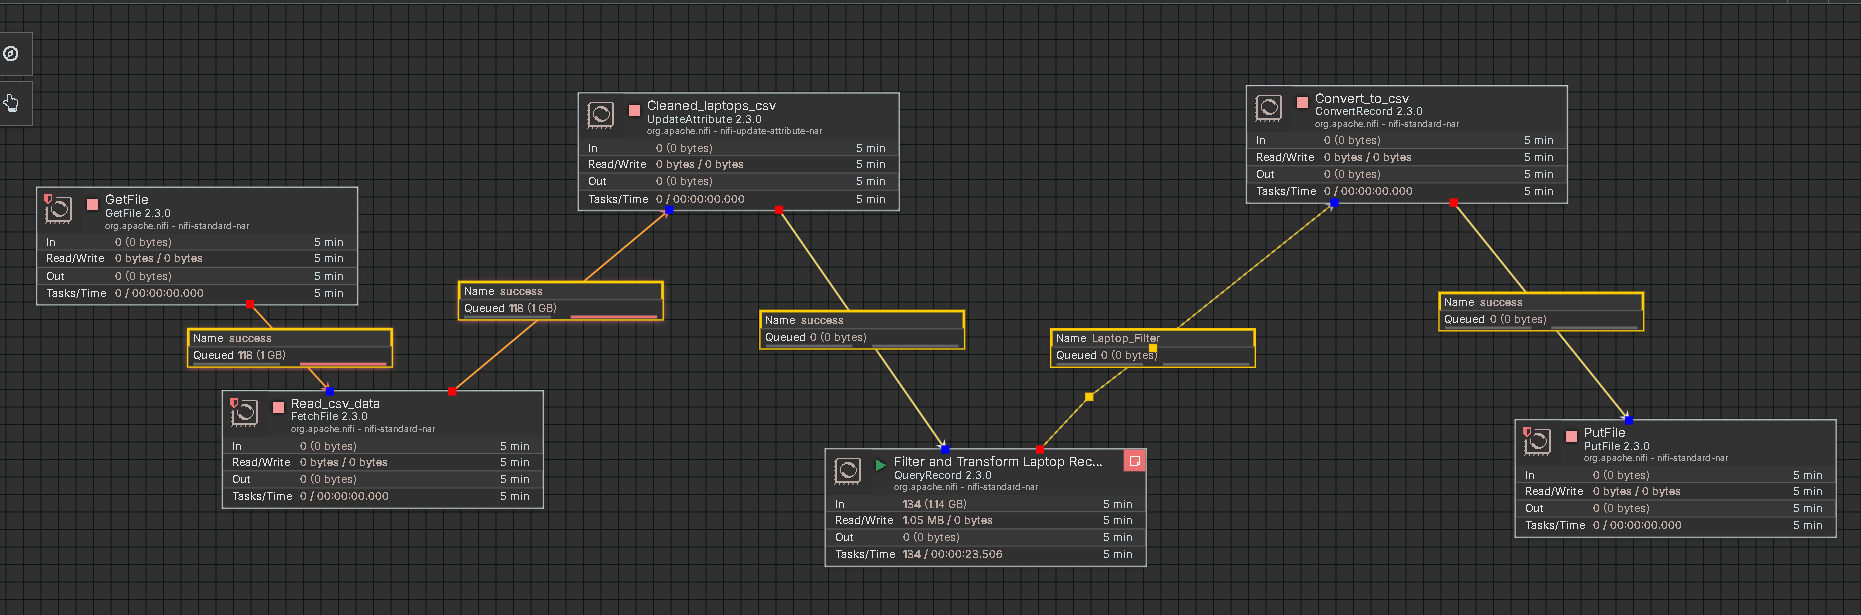 GetFile
GetFile 2.3.0
org.apache.nifi - nifi-standard-nar
In 0 (0 bytes) 5 min
Read/Write 0 bytes / 0 bytes 5 min
Out 0 (0 bytes) 5 min
Tasks/Time 0 / 00:00:00.000 5 min
Name success
Queued 118 (1 GB)
Read_csv_data
FetchFile 2.3.0
org.apache.nifi - nifi-standard-nar
In 0 (0 bytes) 5 min
Read/Write 0 bytes / 0 bytes 5 min
Out 0 (0 bytes) 5 min
Tasks/Time 0 / 00:00:00.000 5 min
Name success
Queued 118 (1 GB)
Cleaned_laptops_csv
UpdateAttribute 2.3.0
org.apache.nifi - nifi-update-attribute-nar
In 0 (0 bytes) 5 min
Read/Write 0 bytes / 0 bytes 5 min
Out 0 (0 bytes) 5 min
Tasks/Time 0 / 00:00:00.000 5 min
Name success
Queued 0 (0 bytes)
Filter and Transform Laptop Rec...
QueryRecord 2.3.0
org.apache.nifi - nifi-standard-nar
In 134 (1.14 GB) 5 min
Read/Write 1.05 MB / 0 bytes 5 min
Out 0 (0 bytes) 5 min
Tasks/Time 134 / 00:00:23.506 5 min
Name Laptop_Filter
Queued 0 (0 bytes)
Convert_to_csv
ConvertRecord 2.3.0
org.apache.nifi - nifi-standard-nar
In 0 (0 bytes) 5 min
Read/Write 0 bytes / 0 bytes 5 min
Out 0 (0 bytes) 5 min
Tasks/Time 0 / 00:00:00.000 5 min
Name success
Queued 0 (0 bytes)
PutFile
PutFile 2.3.0
org.apache.nifi - nifi-standard-nar
In 0 (0 bytes) 5 min
Read/Write 0 bytes / 0 bytes 5 min
Out 0 (0 bytes) 5 min
Tasks/Time 0 / 00:00:00.000 5 min